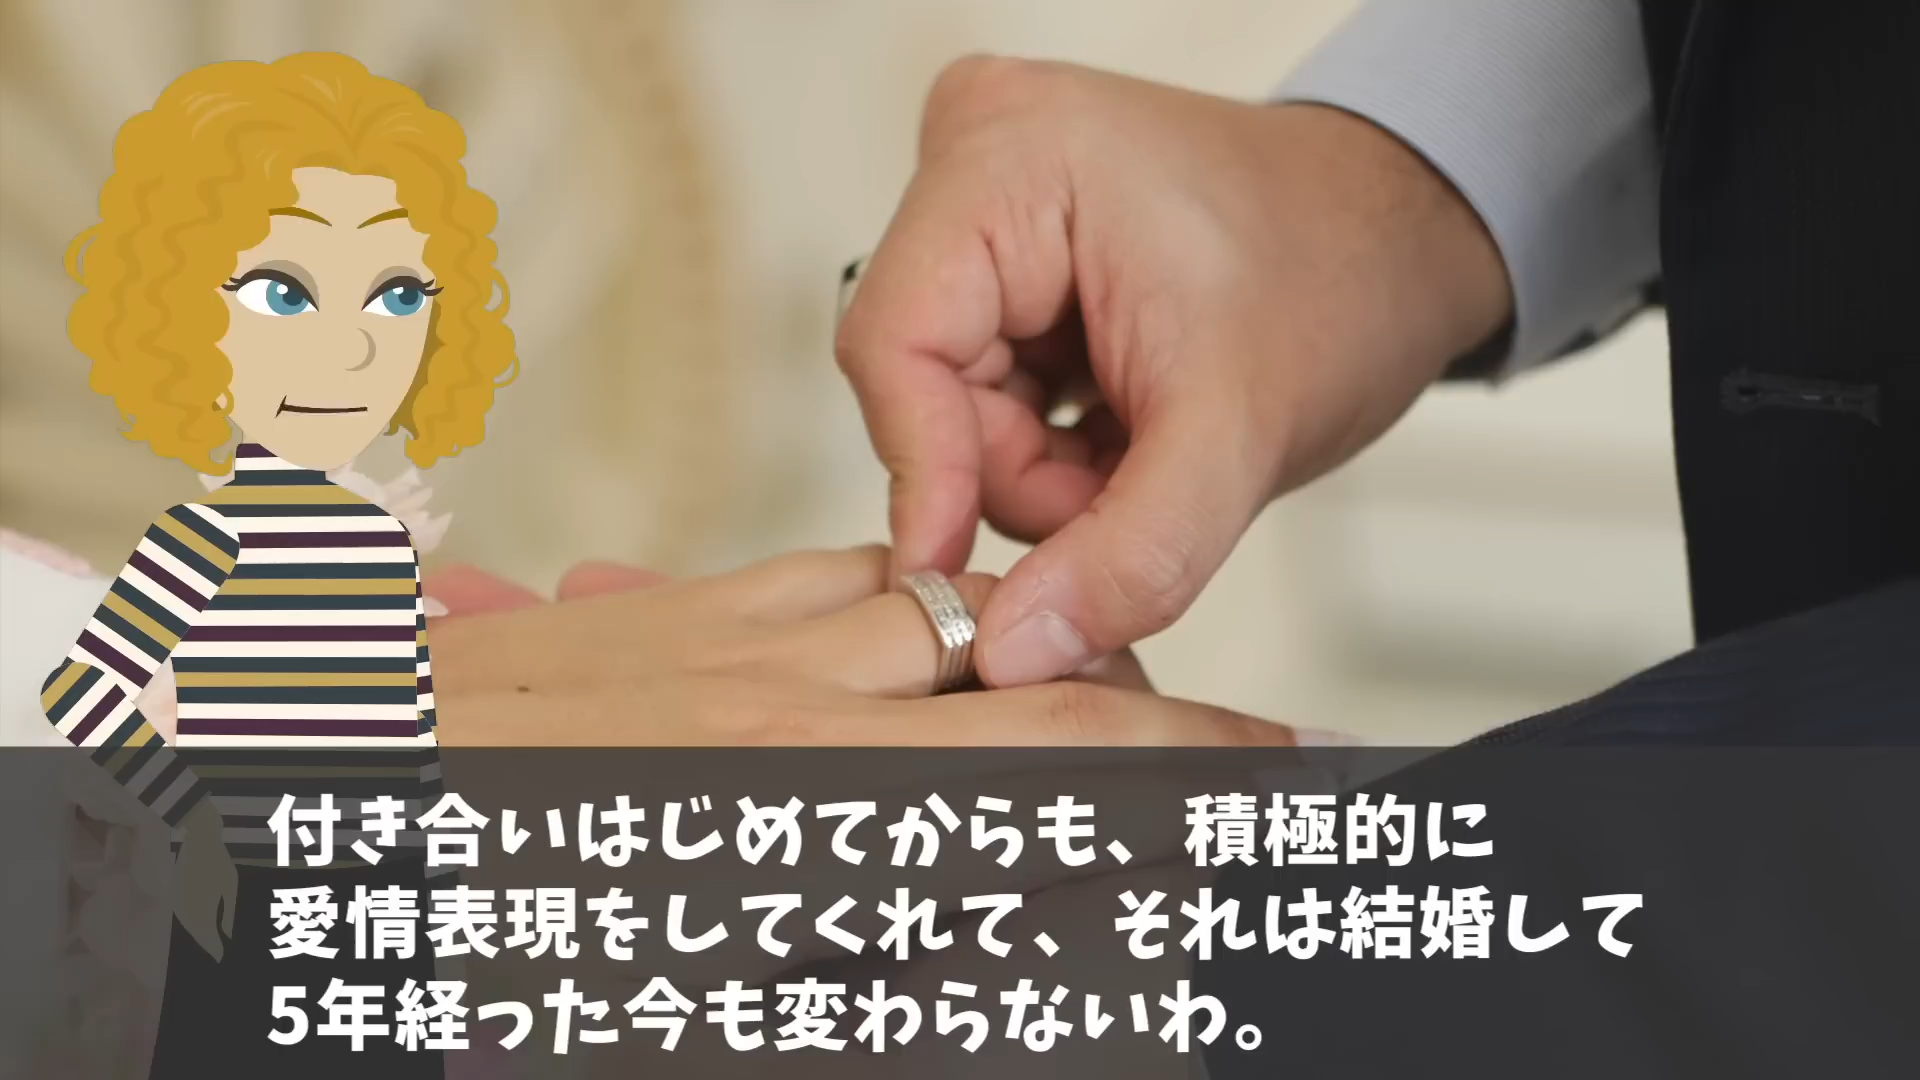 付き合いはじめてからも、積極的に
愛情表現をしてくれて、それは結婚して
5年経った今も変わらないわ。